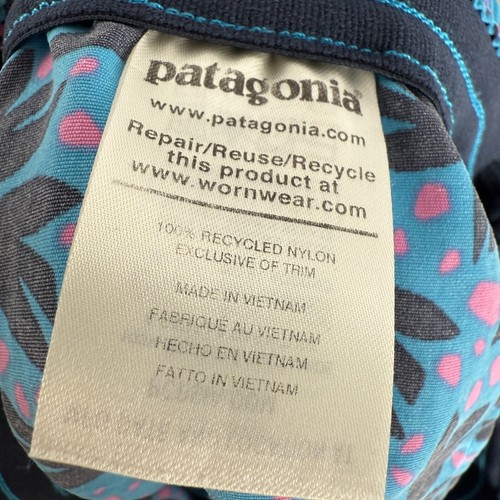 patagonia®
www.patagonia.com
Repair/Reuse/Recycle
this product at
www.wornwear.com
100% RECYCLED NYLON
EXCLUSIVE OF TRIM
MADE IN VIETNAM
FABRIQUÉ AU VIETNAM
HECHO EN VIETNAM
FATTO IN VIETNAM